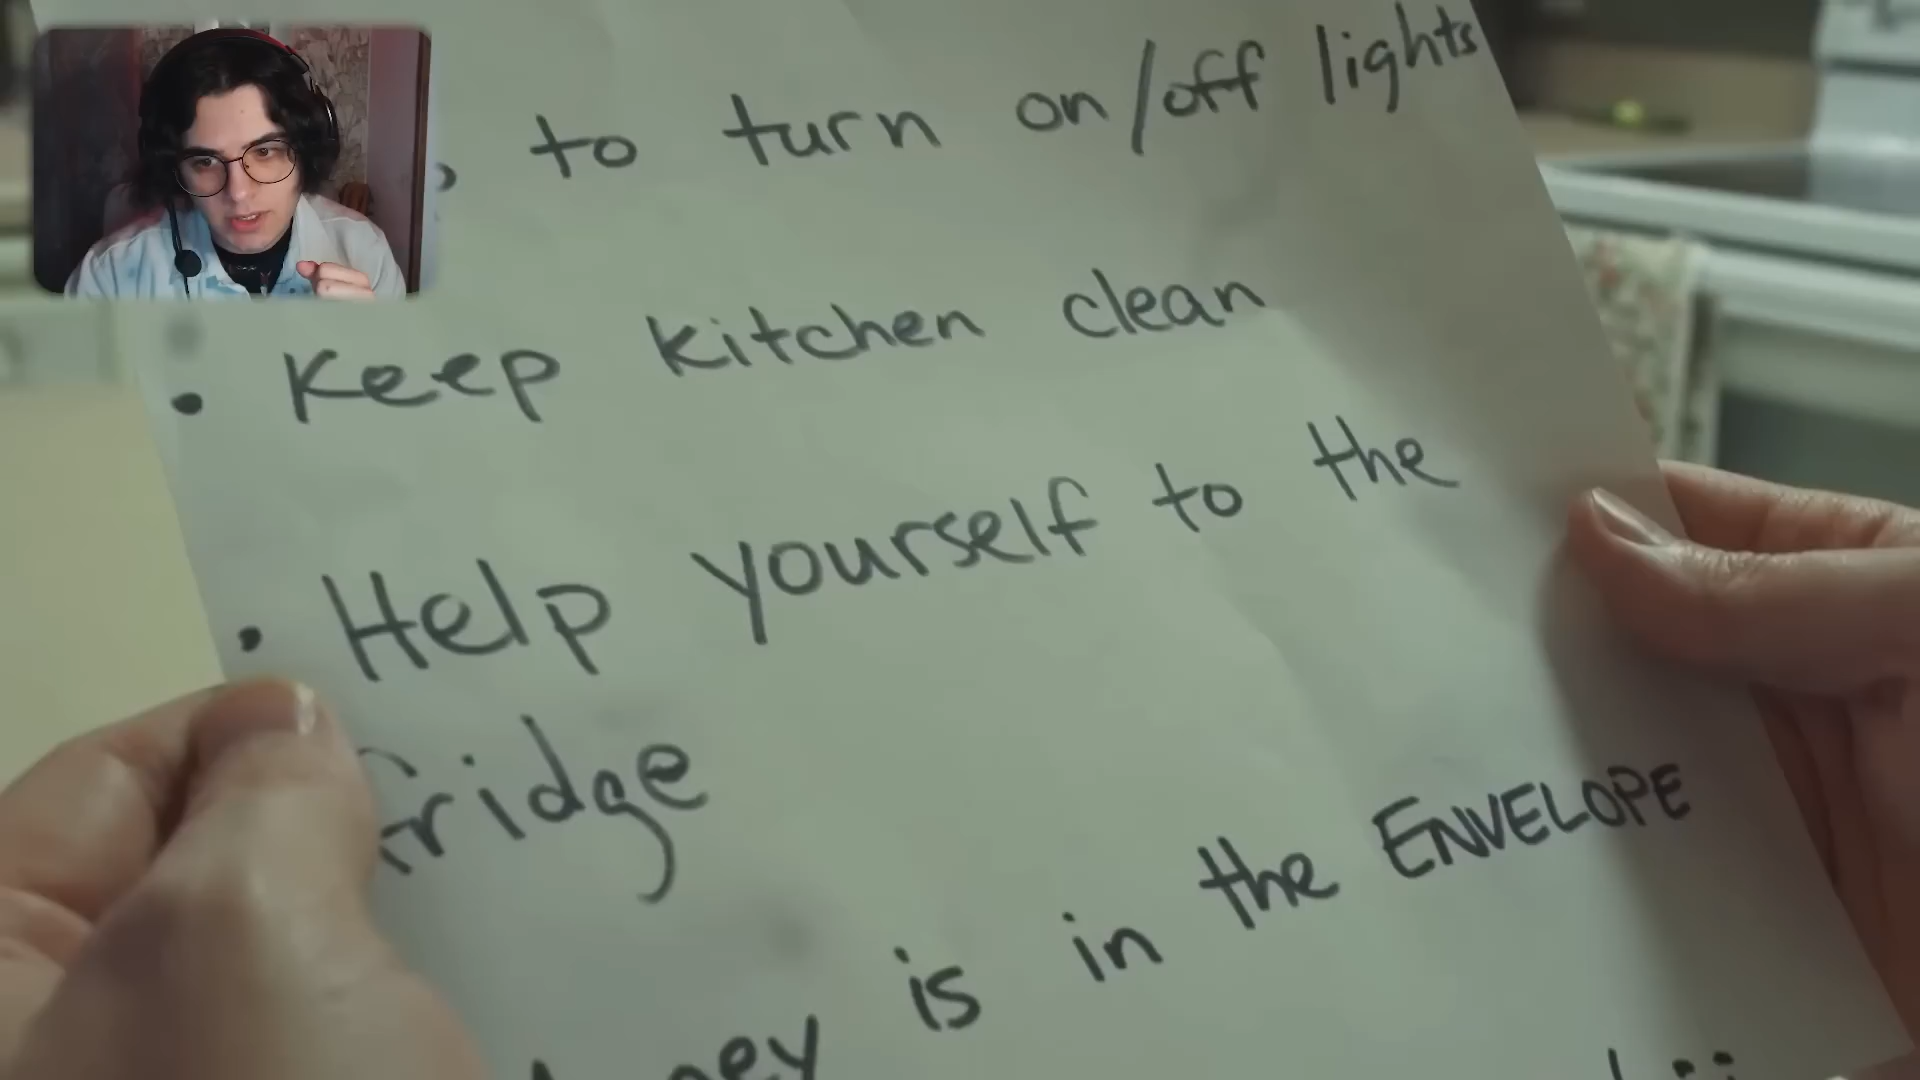 to turn on/off lights
• Keep kitchen clean
• Help yourself to the
fridge
is in the ENVELOPE